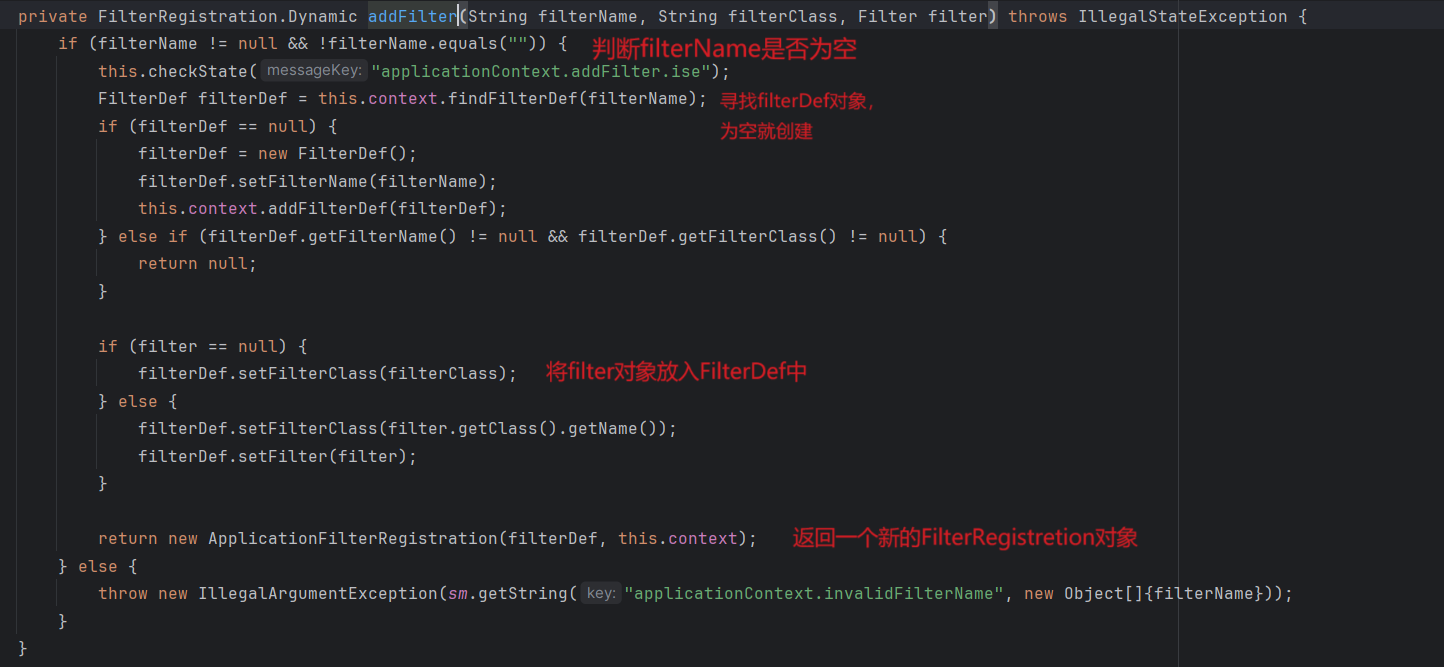 private FilterRegistration.Dynamic addFilter(String filterName, String filterClass, Filter filter) throws IllegalStateException {
if (filterName != null && !filterName.equals("")) { 判断filterName是否为空
this.checkState( messageKey: "applicationContext.addFilter.ise");
FilterDef filterDef = this.context.findFilterDef(filterName); 寻找filterDef对象，
if (filterDef == null) { 为空就创建
filterDef = new FilterDef();
filterDef.setFilterName(filterName);
this.context.addFilterDef(filterDef);
} else if (filterDef.getFilterName() != null && filterDef.getFilterClass() != null) {
return null;
}
if (filter == null) {
filterDef.setFilterClass(filterClass); 将filter对象放入FilterDef中
} else {
filterDef.setFilterClass(filter.getClass().getName());
filterDef.setFilter(filter);
}
return new ApplicationFilterRegistration(filterDef, this.context); 返回一个新的FilterRegistretion对象
} else {
throw new IllegalArgumentException(sm.getString( key: "applicationContext.invalidFilterName", new Object[]{filterName}));
}
}